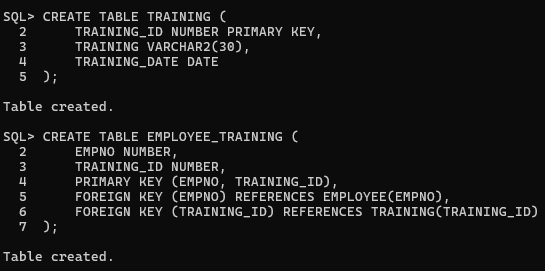 SQL> CREATE TABLE TRAINING (
  2      TRAINING_ID NUMBER PRIMARY KEY,
  3      TRAINING VARCHAR2(30),
  4      TRAINING_DATE DATE
  5  );
Table created.
SQL> CREATE TABLE EMPLOYEE_TRAINING (
  2      EMPNO NUMBER,
  3      TRAINING_ID NUMBER,
  4      PRIMARY KEY (EMPNO, TRAINING_ID),
  5      FOREIGN KEY (EMPNO) REFERENCES EMPLOYEE(EMPNO),
  6      FOREIGN KEY (TRAINING_ID) REFERENCES TRAINING(TRAINING_ID)
  7  );
Table created.